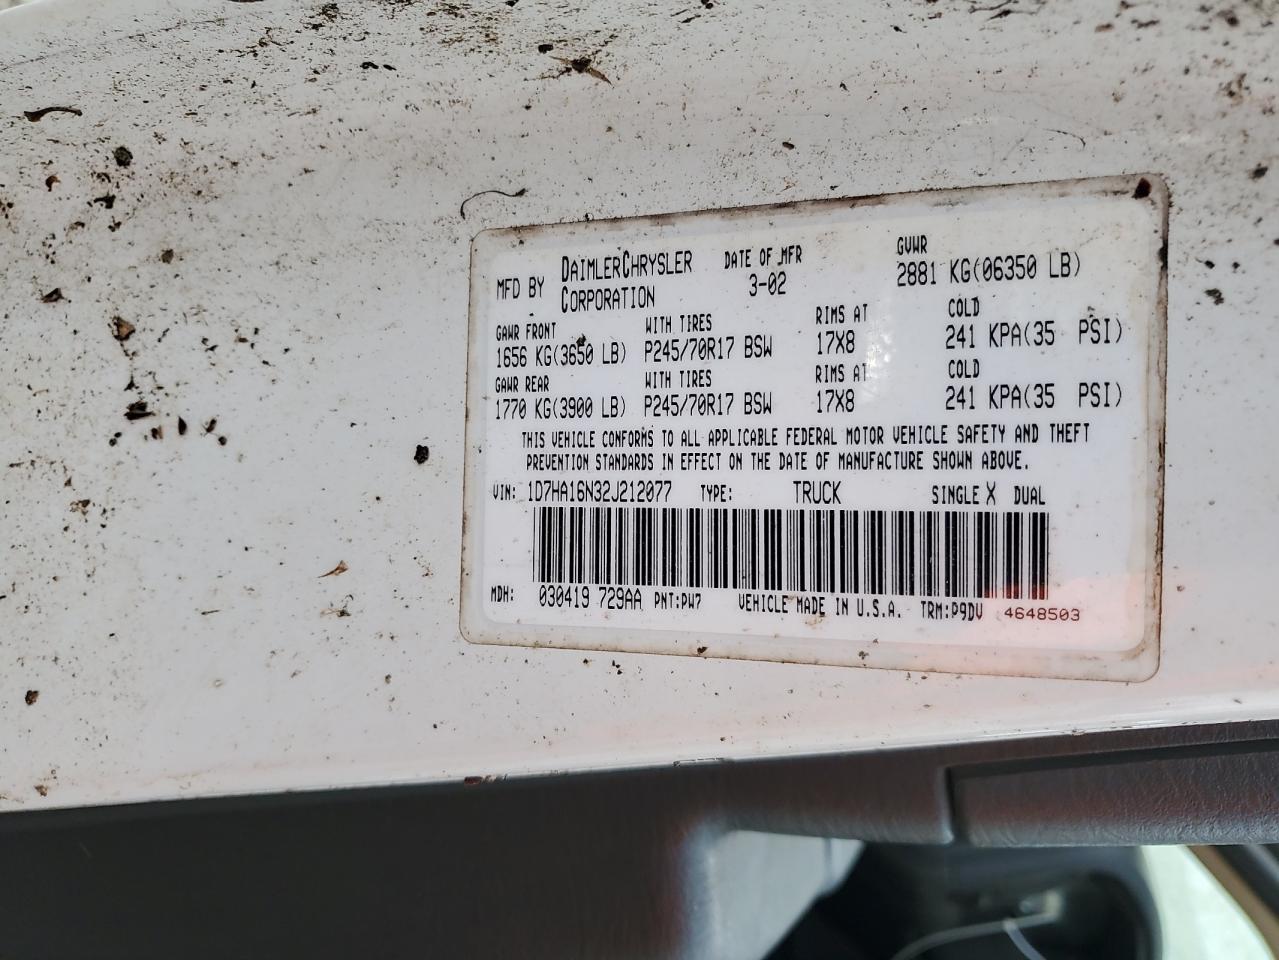 MFD BY DAIMLERCHRYSLER CORPORATION DATE OF MFR 3-02 GVWR 2881 KG(06350 LB)
GAWR FRONT WITH TIRES RIMS AT COLD
1656 KG(3650 LB) P245/70R17 BSW 17X8 241 KPA(35 PSI)
GAWR REAR WITH TIRES RIMS AT COLD
1770 KG(3900 LB) P245/70R17 BSW 17X8 241 KPA(35 PSI)
THIS VEHICLE CONFORMS TO ALL APPLICABLE FEDERAL MOTOR VEHICLE SAFETY AND THEFT
PREVENTION STANDARDS IN EFFECT ON THE DATE OF MANUFACTURE SHOWN ABOVE.
VIN: 1D7HA16N32J212077 TYPE: TRUCK SINGLE X DUAL
MDH: 030419 729AA PNT:PW7 VEHICLE MADE IN U.S.A. TRM:P9DV 4648503